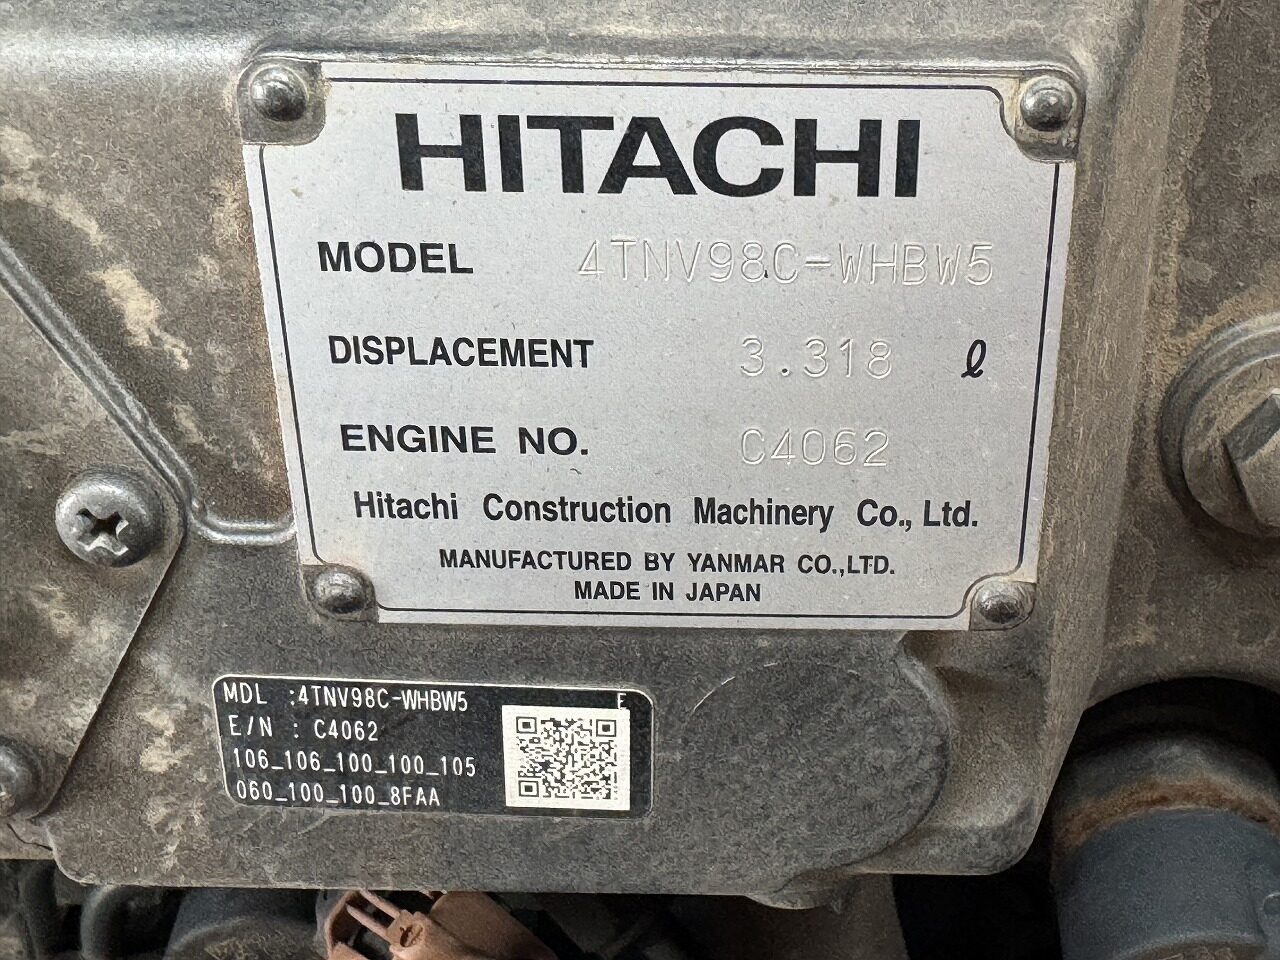 HITACHI
MODEL 4TNV98C-WHBW5
DISPLACEMENT 3.318 ℓ
ENGINE NO. C4062
Hitachi Construction Machinery Co., Ltd.
MANUFACTURED BY YANMAR CO.,LTD.
MADE IN JAPAN
MDL :4TNV98C-WHBW5 E
E/N : C4062
106_106_100_100_105
060_100_100_8FAA